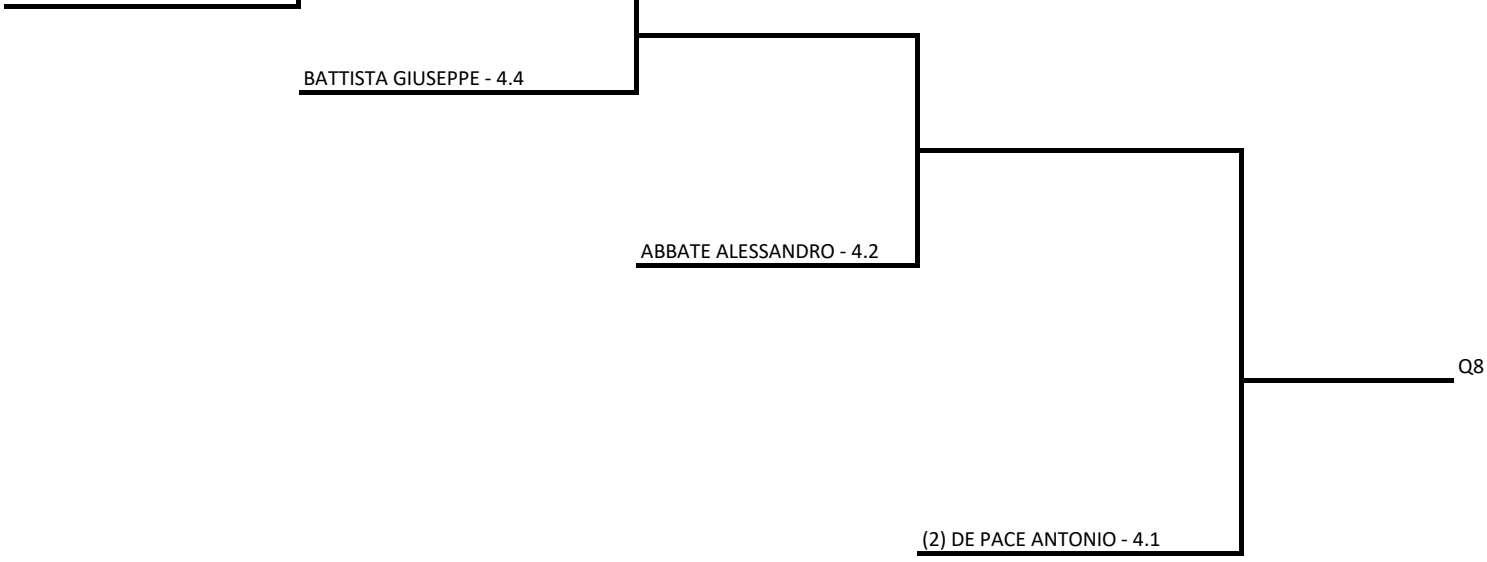 BATTISTA GIUSEPPE - 4.4
ABBATE ALESSANDRO - 4.2
Q8
(2) DE PACE ANTONIO - 4.1